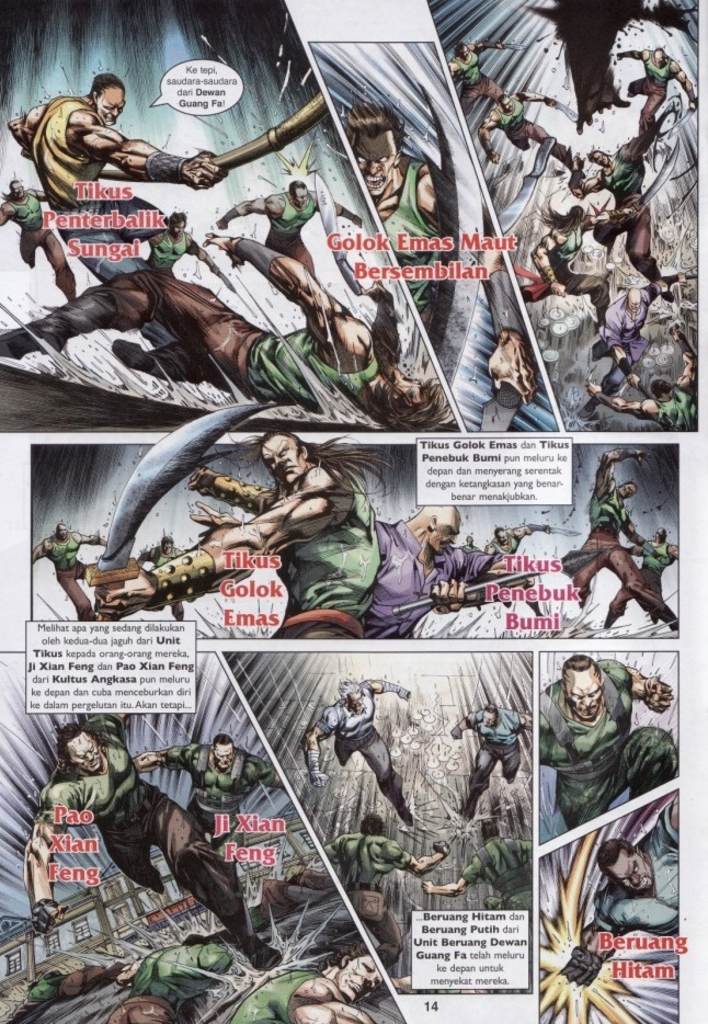 Ke tepi,
saudara-saudara
dari Dewan
Guang Fa!
Tikus
Penterbalik
Sungai
Golok Emas Maut
Bersembilan
Tikus Golok Emas dan Tikus
Penebuk Bumi pun meluru ke
depan dan menyerang serentak
dengan ketangkasan yang benar-
benar menakjubkan.
Tikus
Golok
Emas
Tikus
Penebuk
Bumi
Melihat apa yang sedang dilakukan
oleh kedua-dua jaguh dari Unit
Tikus kepada orang-orang mereka,
Ji Xian Feng dan Pao Xian Feng
dari Kultus Angkasa pun meluru
ke depan dan cuba menceburkan diri
ke dalam pergelutan itu. Akan tetapi...
Pao
Xian
Feng
Ji Xian
Feng
...Beruang Hitam dan
Beruang Putih dari
Unit Beruang Dewan
Guang Fa telah meluru
ke depan untuk
menyekat mereka.
Beruang
Hitam
14